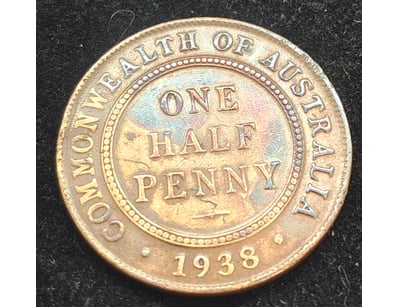 COMMONWEALTH OF AUSTRALIA
ONE
HALF
PENNY
· 1938 ·